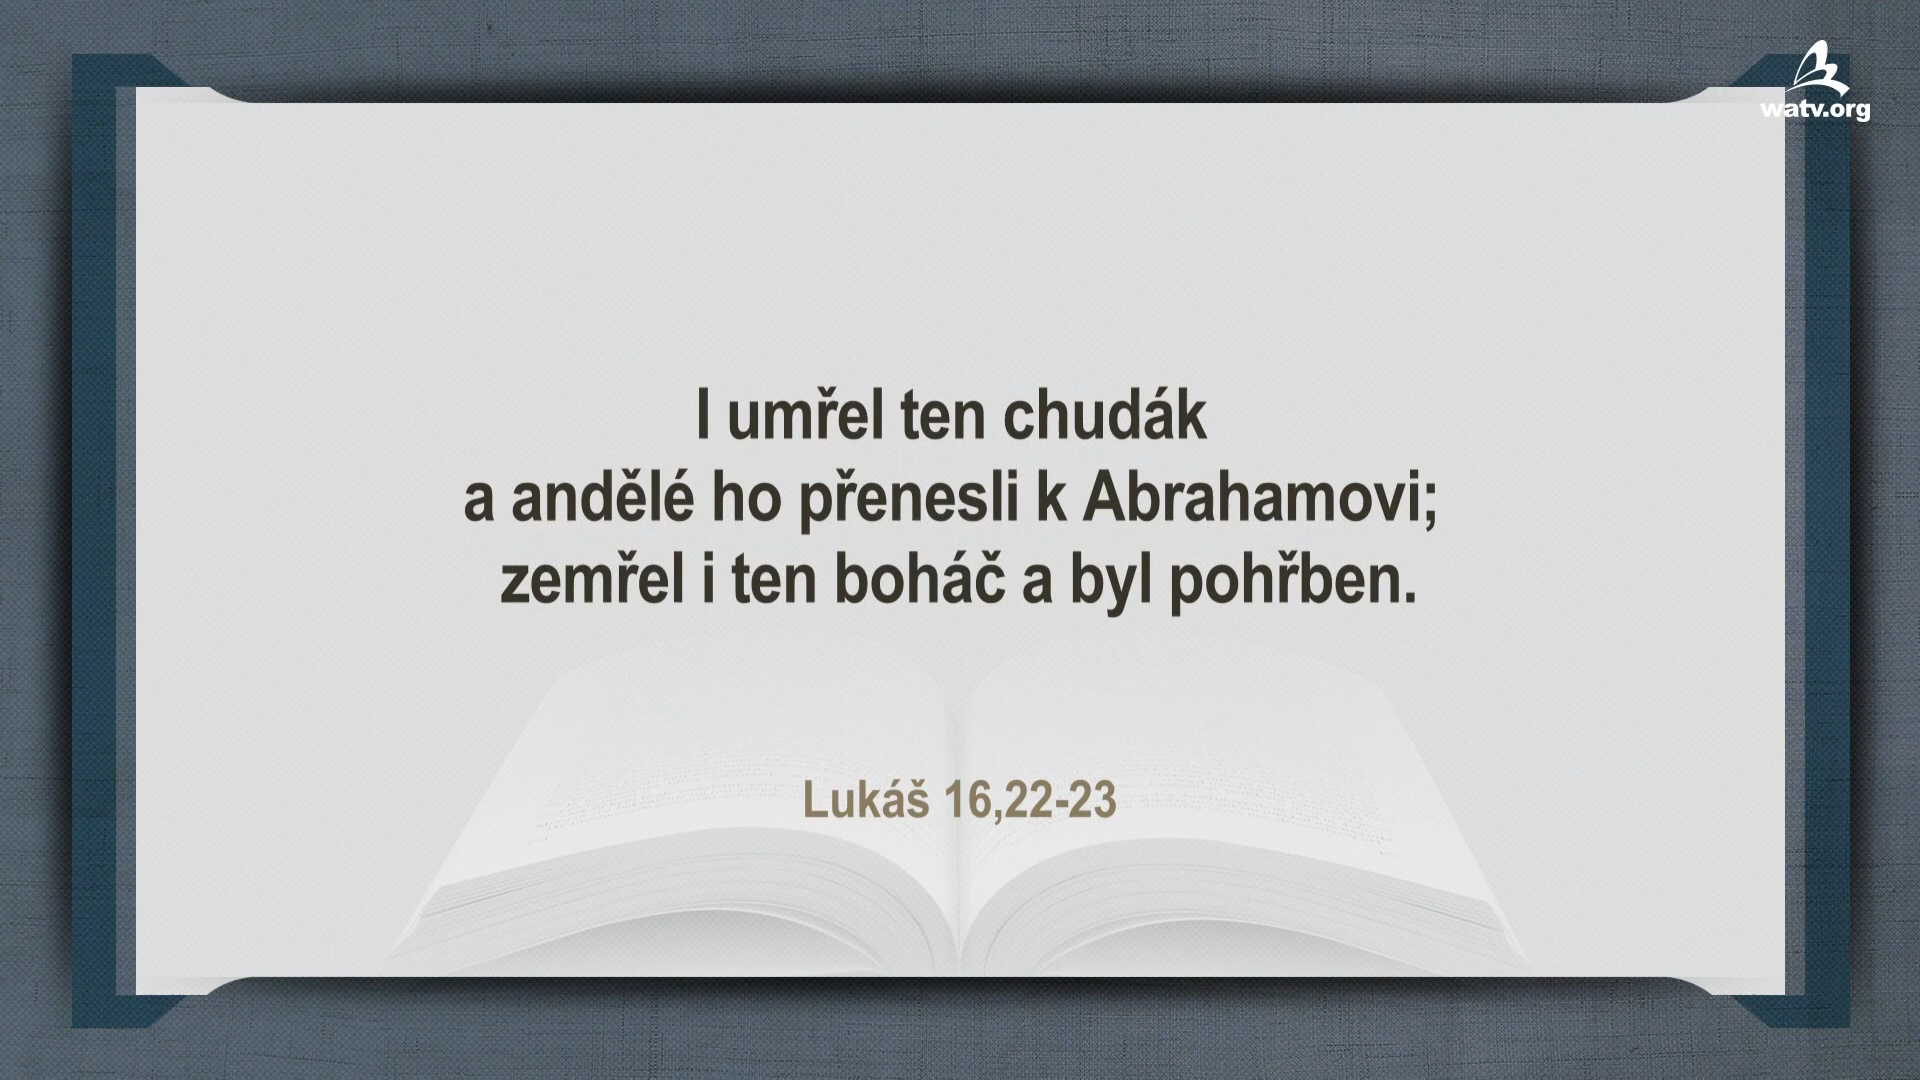 watv.org
I umřel ten chudák
a andělé ho přenesli k Abrahamovi;
zemřel i ten boháč a byl pohřben.
Lukáš 16,22-23